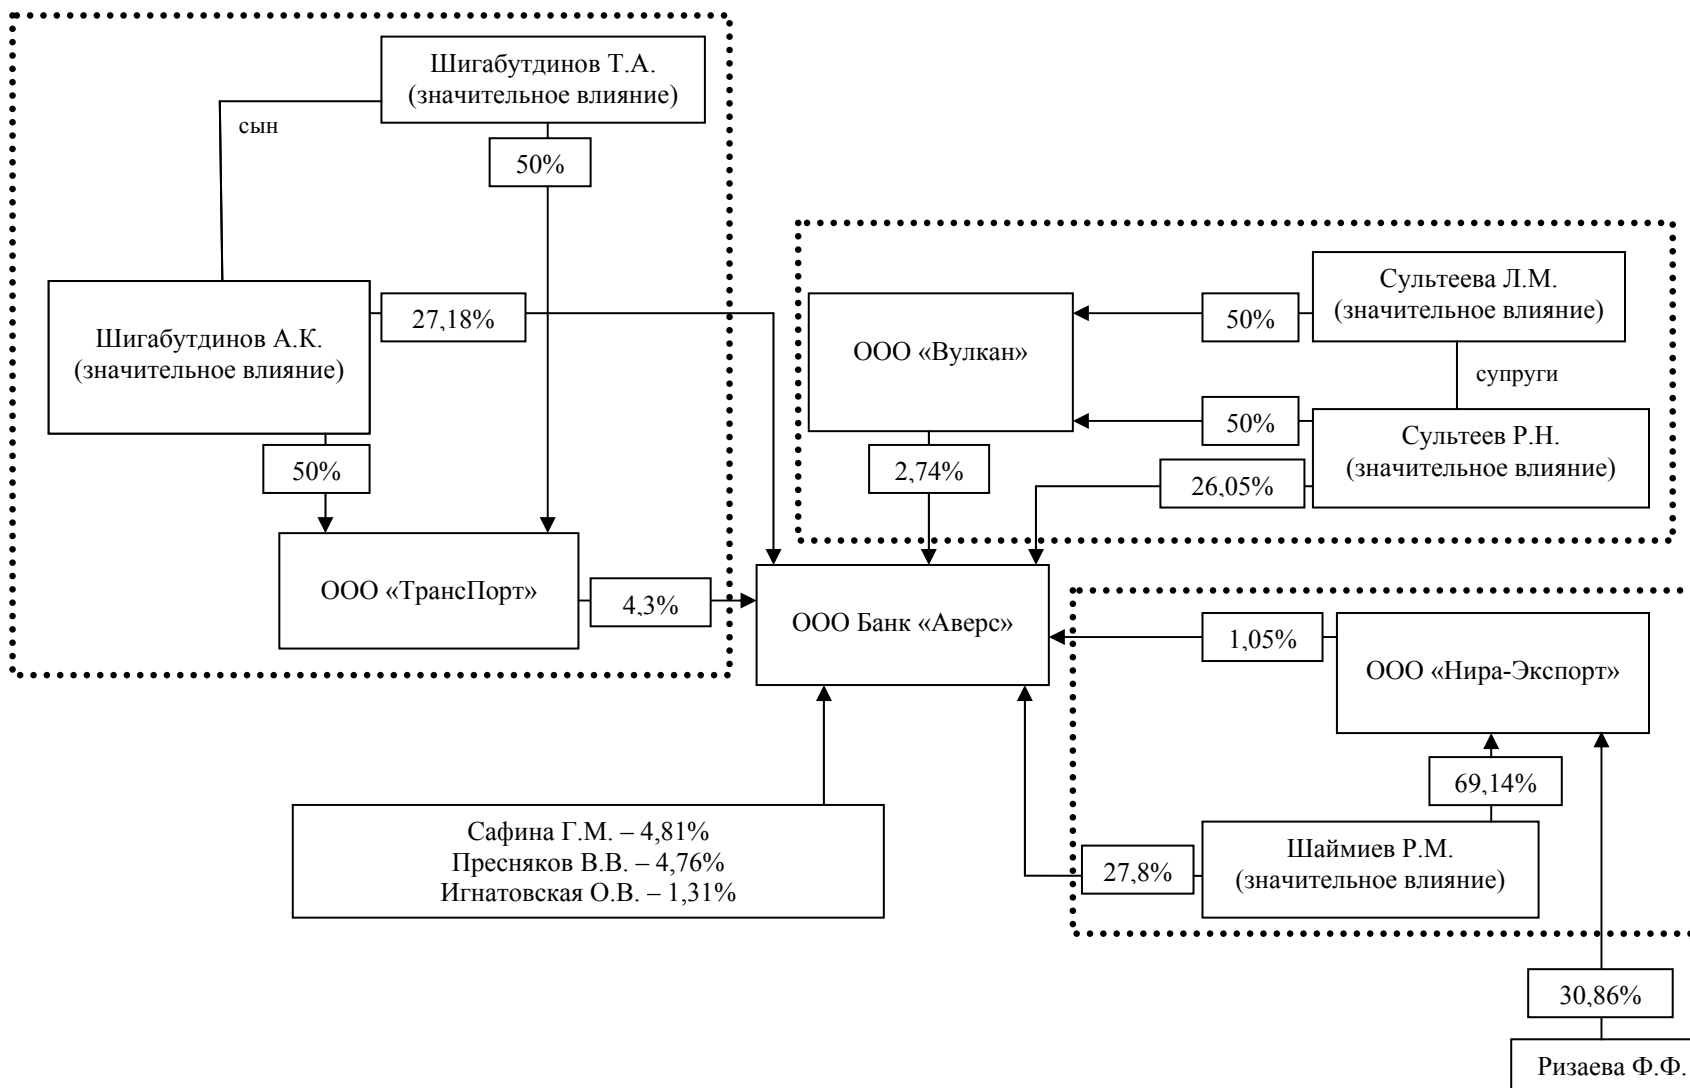 Шигабутдинов Т.А.
(значительное влияние)
сын
50%
Шигабутдинов А.К.
(значительное влияние)
27,18%
50%
ООО «ТрансПорт»
4,3%
ООО «Вулкан»
50%
Сультеева Л.М.
(значительное влияние)
супруги
50%
Сультеев Р.Н.
(значительное влияние)
2,74%
26,05%
ООО Банк «Аверс»
1,05%
ООО «Нира-Экспорт»
69,14%
Шаймиев Р.М.
(значительное влияние)
27,8%
Сафина Г.М. – 4,81%
Пресняков В.В. – 4,76%
Игнатовская О.В. – 1,31%
30,86%
Ризаева Ф.Ф.